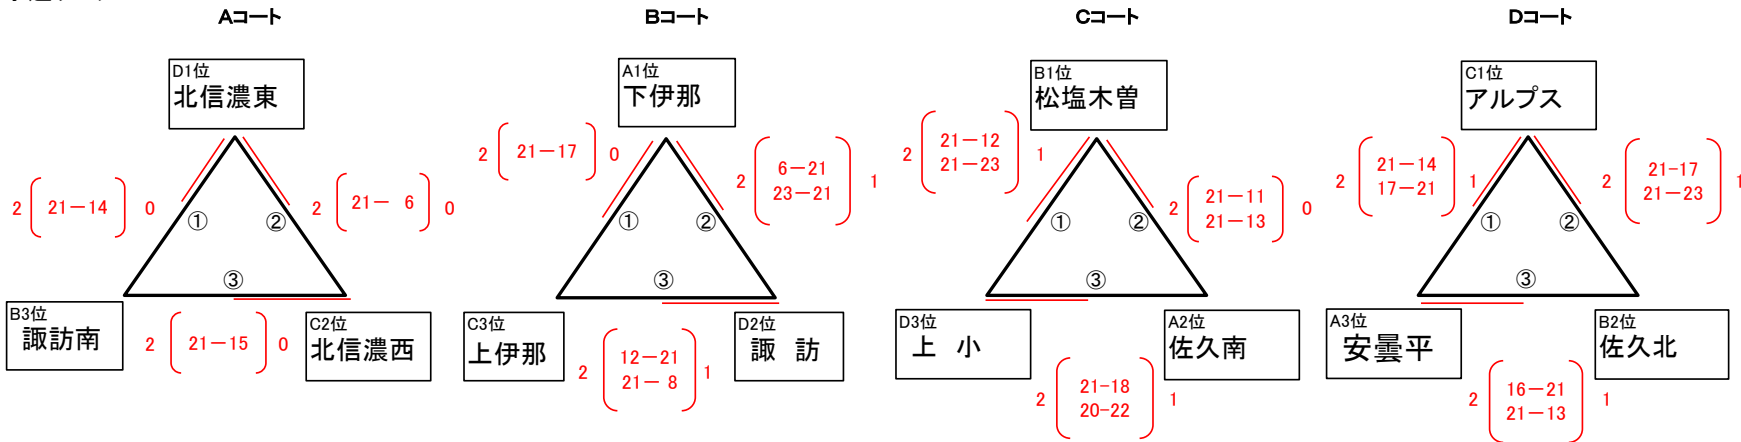 Aコート
Bコート
Cコート
Dコート
D1位
北信濃東
2
21－14
0
2
21－ 6
0
①
②
③
B3位
諏訪南
2
21－15
0
C2位
北信濃西
A1位
下伊那
2
21－17
0
2
6－21
23－21
1
①
②
③
C3位
上伊那
2
12－21
21－ 8
1
D2位
諏 訪
B1位
松塩木曽
2
21－12
21－23
1
2
21－11
21－13
0
③
D3位
上 小
2
21-18
20-22
1
A2位
佐久南
C1位
アルプス
2
21－14
17－21
1
2
21-17
21－23
1
①
②
③
A3位
安曇平
2
16－21
21－13
1
B2位
佐久北
①
②